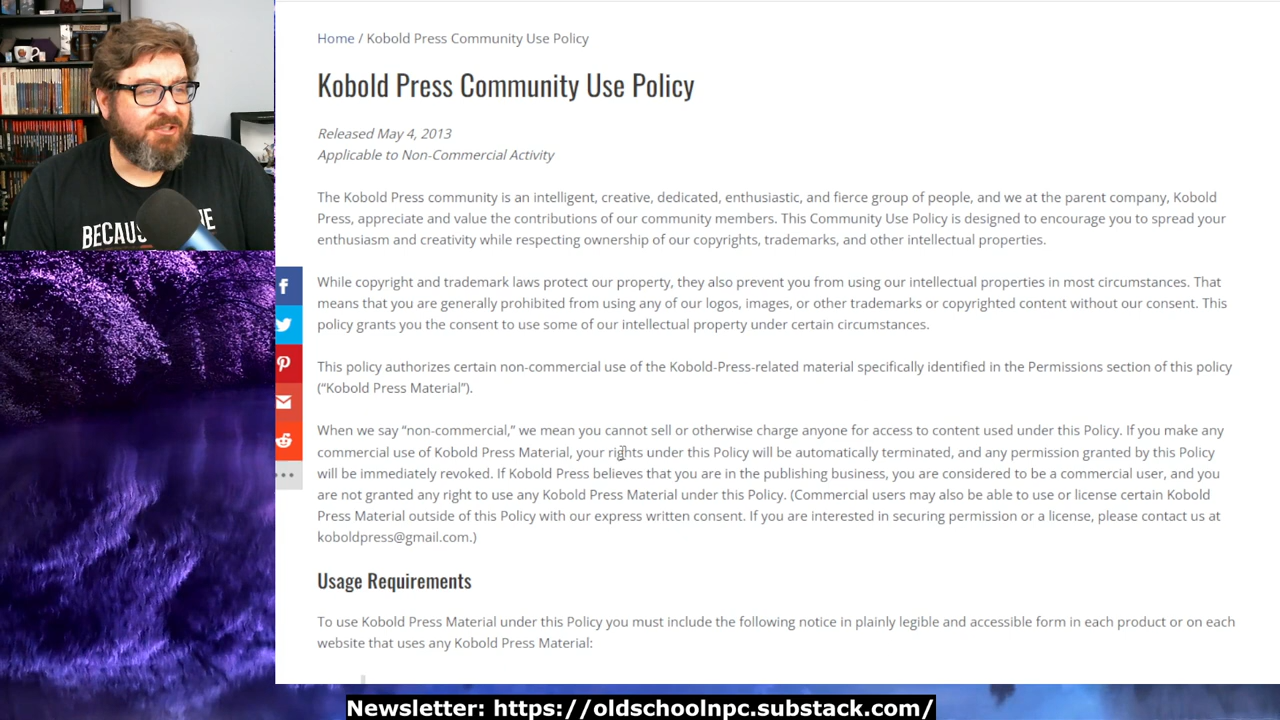 Home / Kobold Press Community Use Policy
Kobold Press Community Use Policy
Released May 4, 2013
Applicable to Non-Commercial Activity
The Kobold Press community is an intelligent, creative, dedicated, enthusiastic, and fierce group of people, and we at the parent company, Kobold
Press, appreciate and value the contributions of our community members. This Community Use Policy is designed to encourage you to spread your
enthusiasm and creativity while respecting ownership of our copyrights, trademarks, and other intellectual properties.
While copyright and trademark laws protect our property, they also prevent you from using our intellectual properties in most circumstances. That
means that you are generally prohibited from using any of our logos, images, or other trademarks or copyrighted content without our consent. This
policy grants you the consent to use some of our intellectual property under certain circumstances.
This policy authorizes certain non-commercial use of the Kobold-Press-related material specifically identified in the Permissions section of this policy
(“Kobold Press Material”).
When we say “non-commercial,” we mean you cannot sell or otherwise charge anyone for access to content used under this Policy. If you make any
commercial use of Kobold Press Material, your rights under this Policy will be automatically terminated, and any permission granted by this Policy
will be immediately revoked. If Kobold Press believes that you are in the publishing business, you are considered to be a commercial user, and you
are not granted any right to use any Kobold Press Material under this Policy. (Commercial users may also be able to use or license certain Kobold
Press Material outside of this Policy with our express written consent. If you are interested in securing permission or a license, please contact us at
koboldpress@gmail.com.)
Usage Requirements
To use Kobold Press Material under this Policy you must include the following notice in plainly legible and accessible form in each product or on each
website that uses any Kobold Press Material:
Newsletter: https://oldschoolnpc.substack.com/